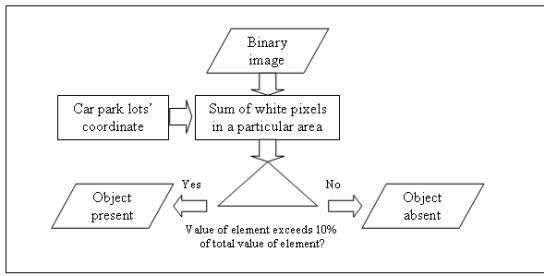 Binary
image
Car park lots'
coordinate
Sum of white pixels
in a particular area
Yes
No
Object
present
Object
absent
Value of element exceeds 10%
of total value of element?